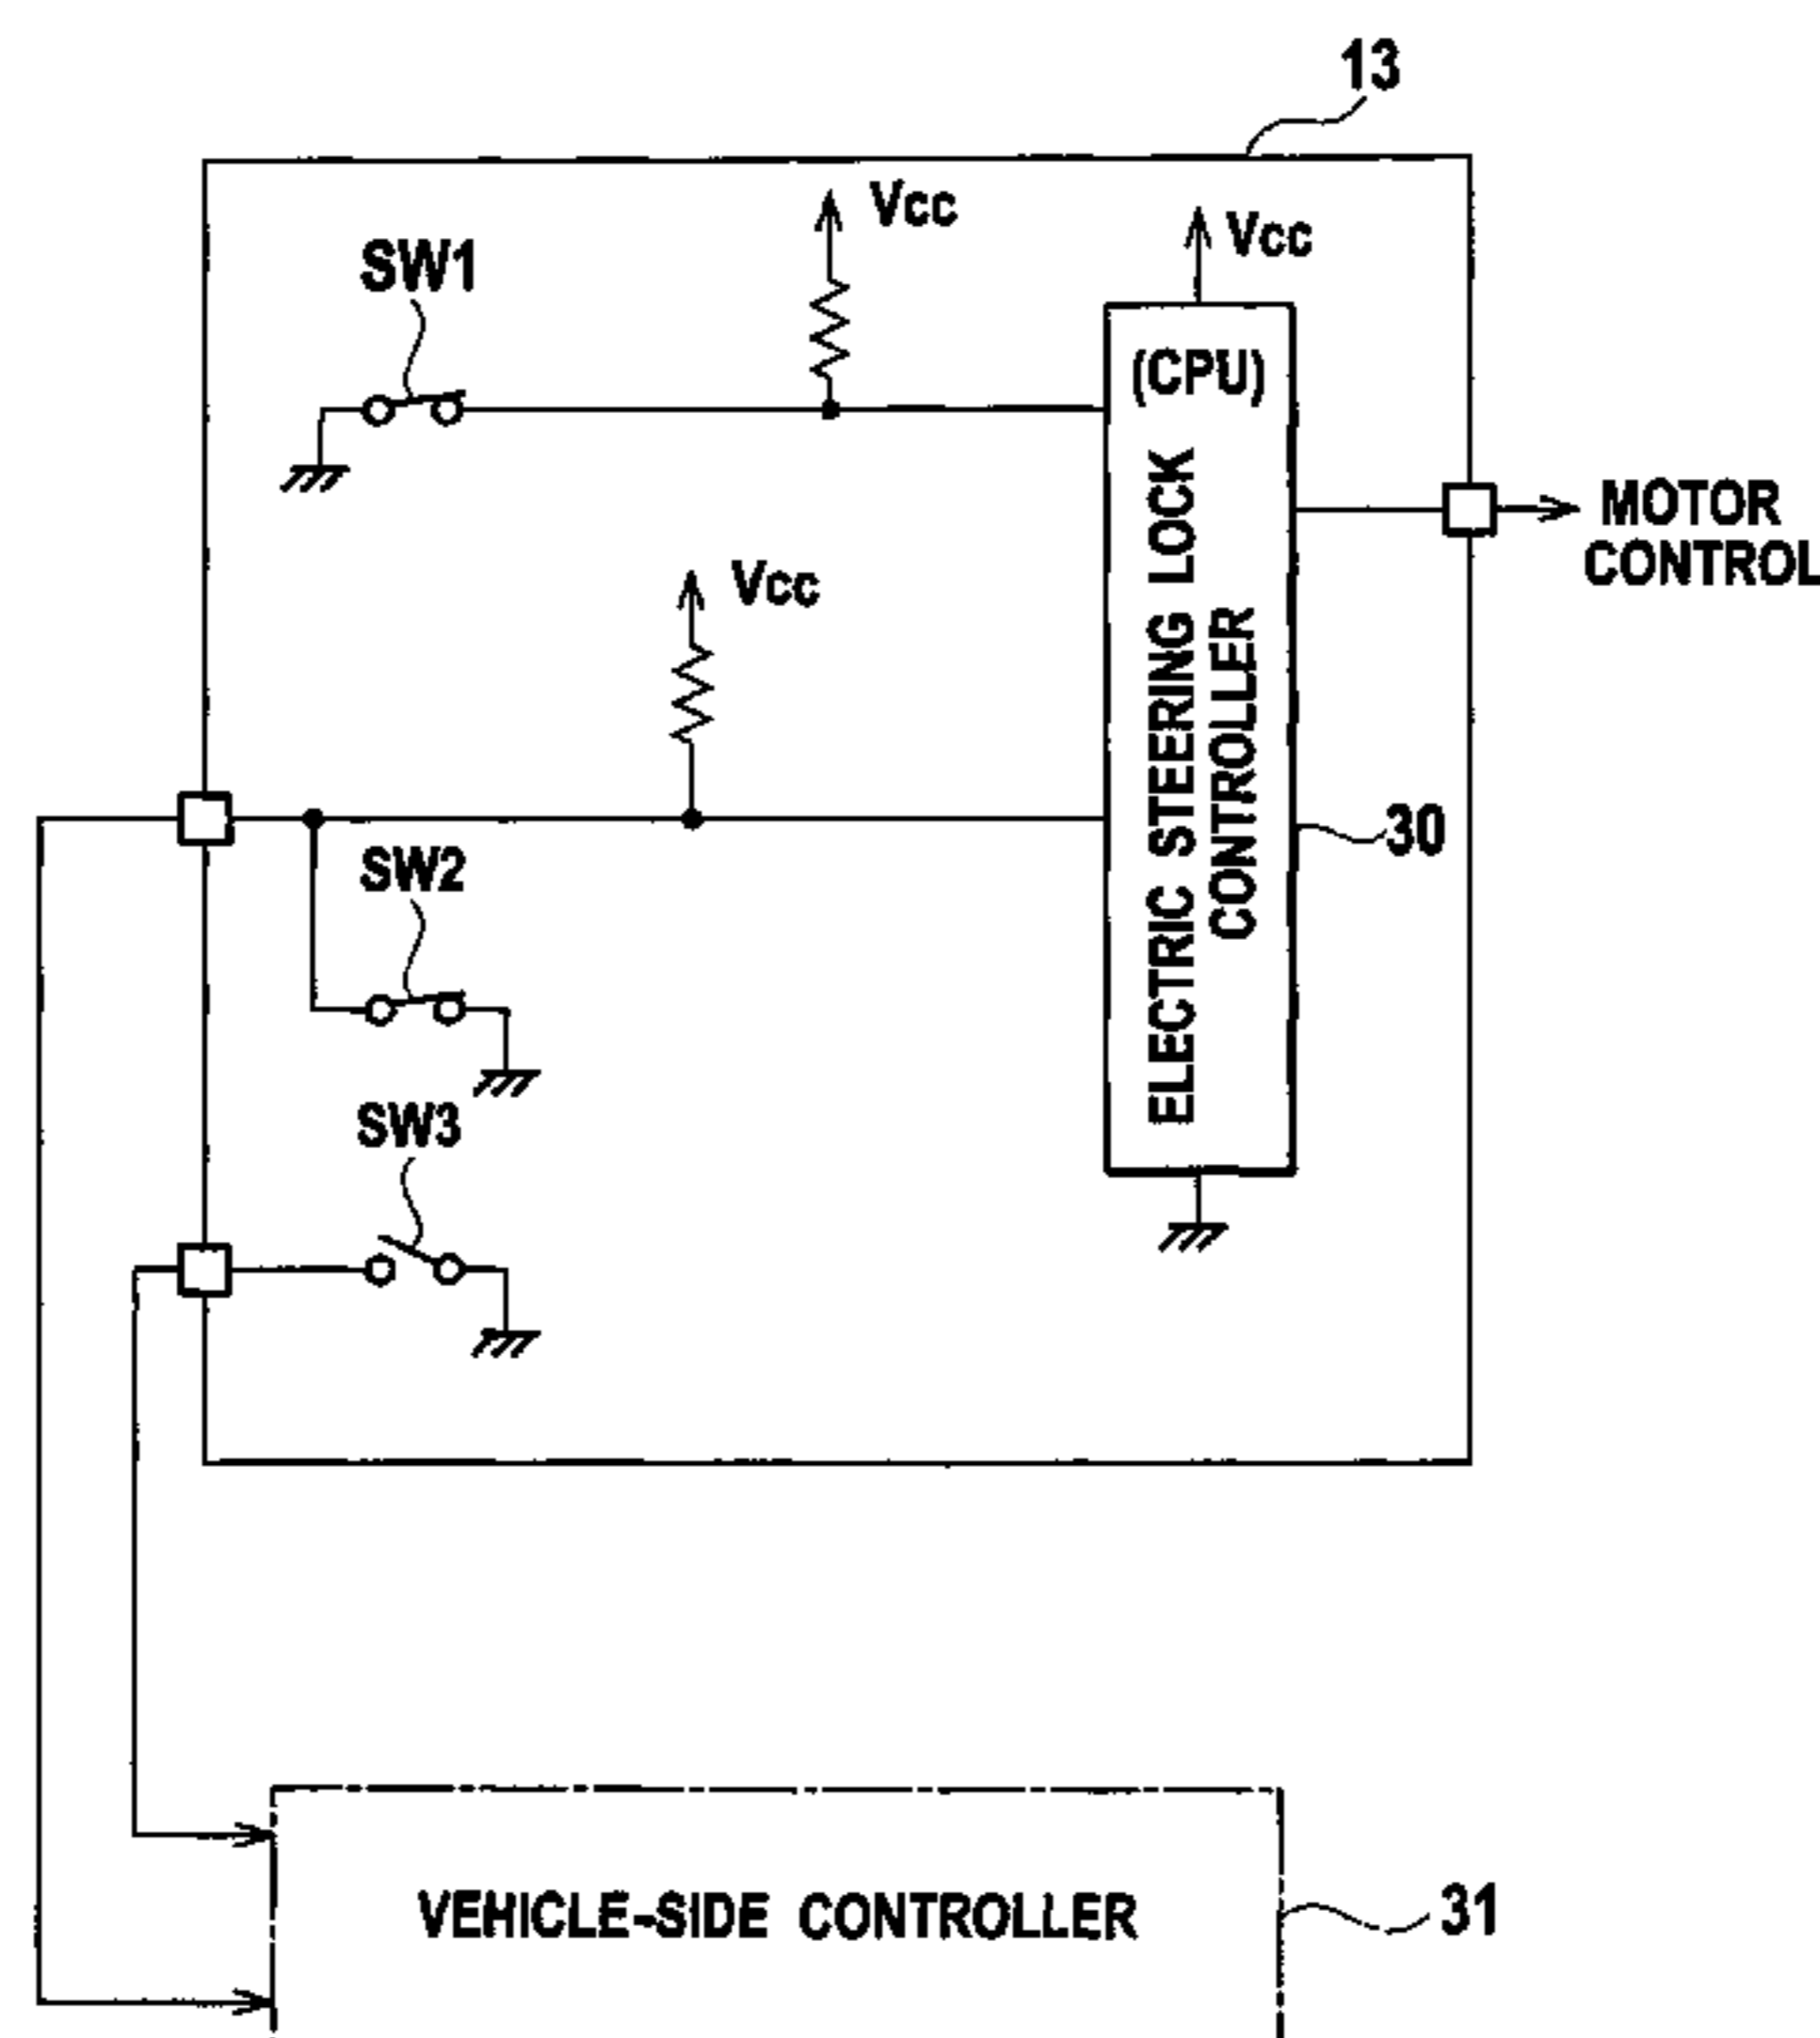 13
Vcc
Vcc
SW1
(CPU)
ELECTRIC STEERING LOCK
CONTROLLER
MOTOR
CONTROL
Vcc
30
SW2
SW3
VEHICLE-SIDE CONTROLLER
31